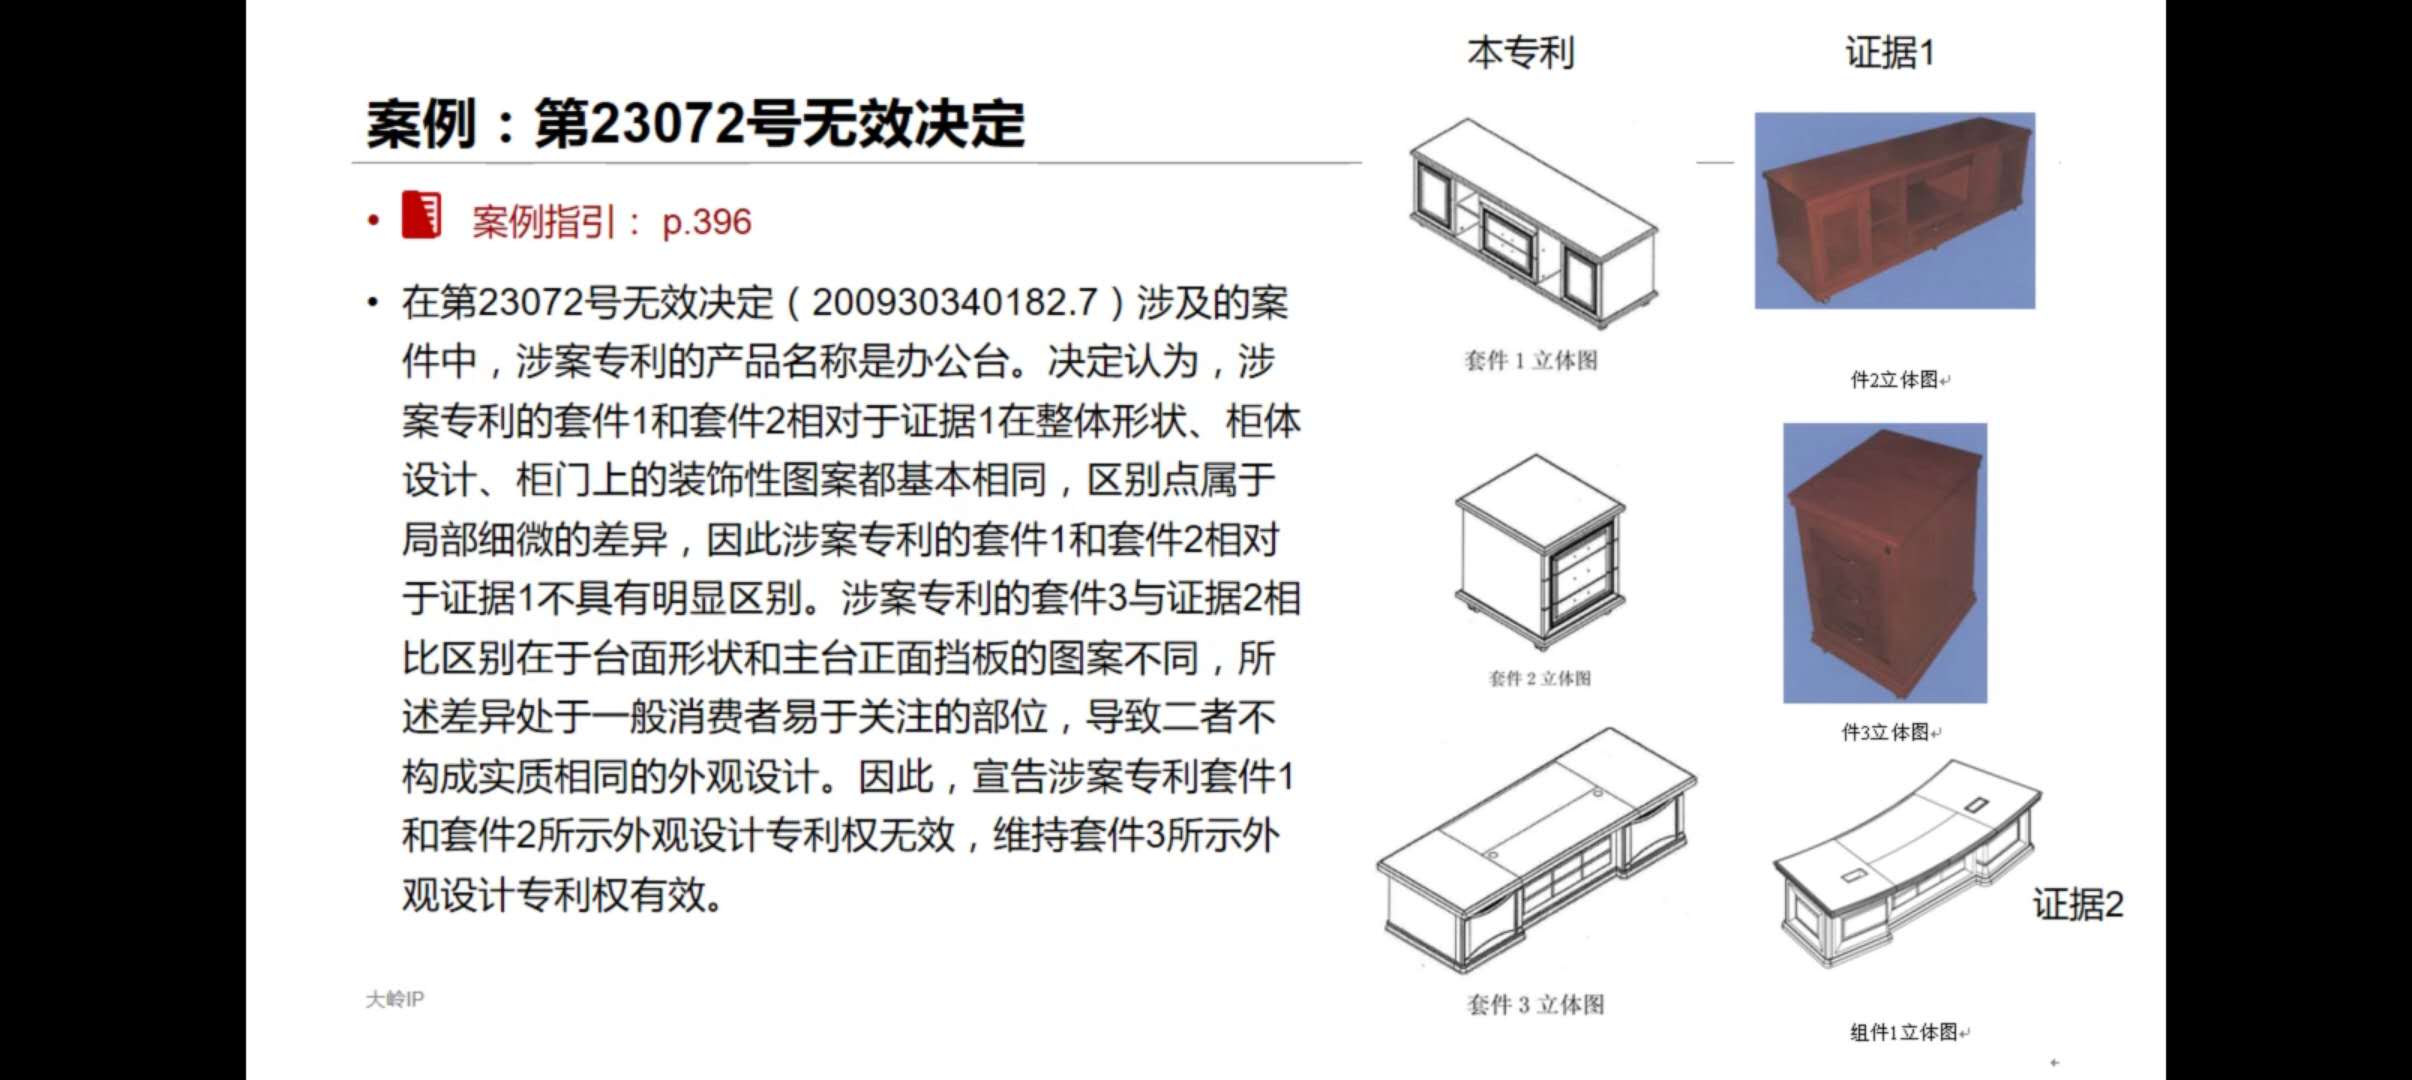 本专利
证据1
案例：第23072号无效决定
• 案例指引： p.396
• 在第23072号无效决定（200930340182.7）涉及的案
件中，涉案专利的产品名称是办公台。决定认为，涉
案专利的套件1和套件2相对于证据1在整体形状、柜体
设计、柜门上的装饰性图案都基本相同，区别点属于
局部细微的差异，因此涉案专利的套件1和套件2相对
于证据1不具有明显区别。涉案专利的套件3与证据2相
比区别在于台面形状和主台正面挡板的图案不同，所
述差异处于一般消费者易于关注的部位，导致二者不
构成实质相同的外观设计。因此，宣告涉案专利套件1
和套件2所示外观设计专利权无效，维持套件3所示外
观设计专利权有效。
套件 1 立体图
件2立体图↵
套件 2 立体图
件3立体图↵
证据2
套件 3 立体图
组件1立体图↵
大岭IP